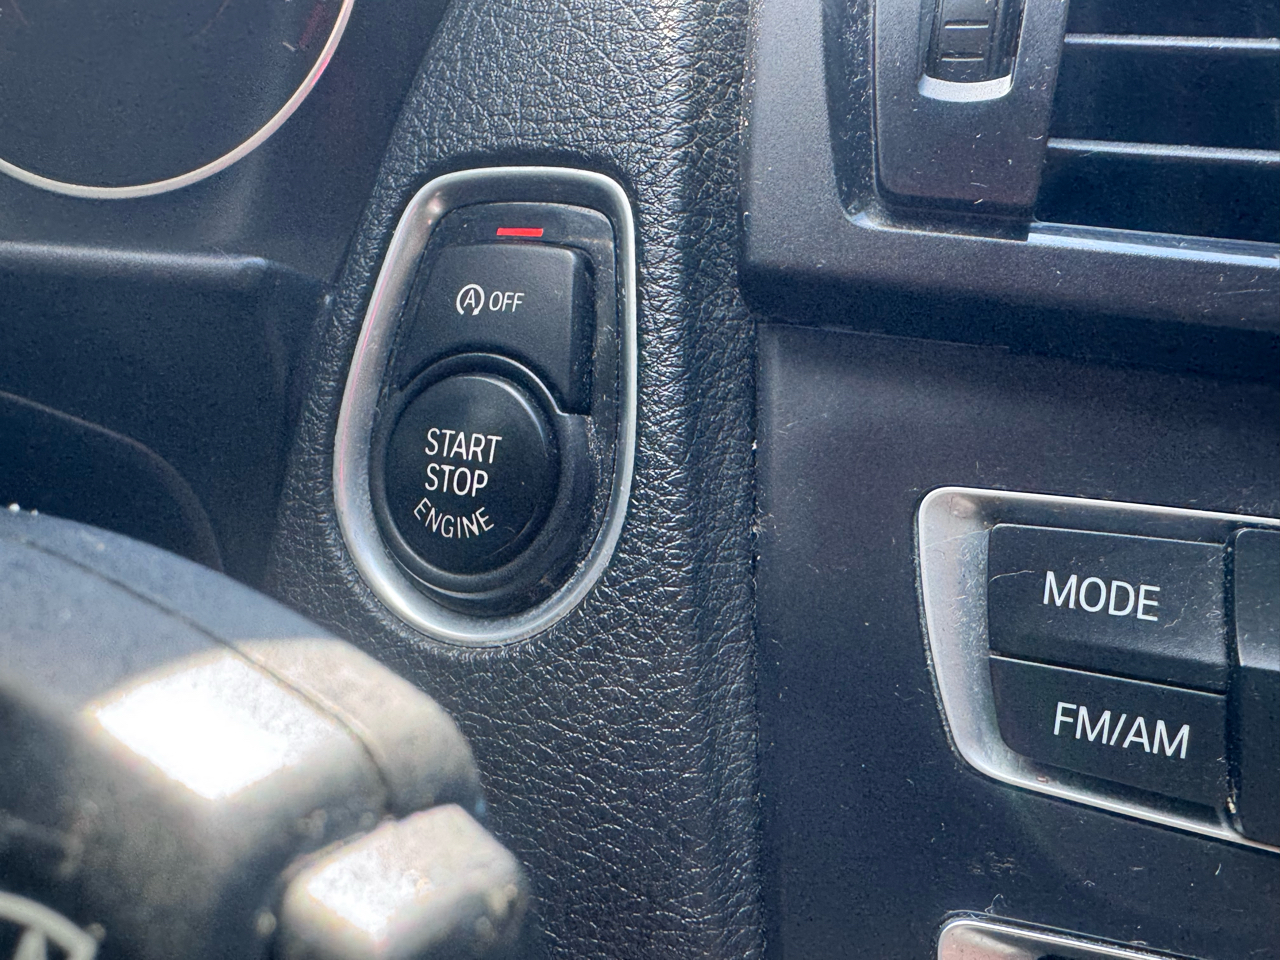 A OFF
START
STOP
ENGINE
MODE
FM/AM